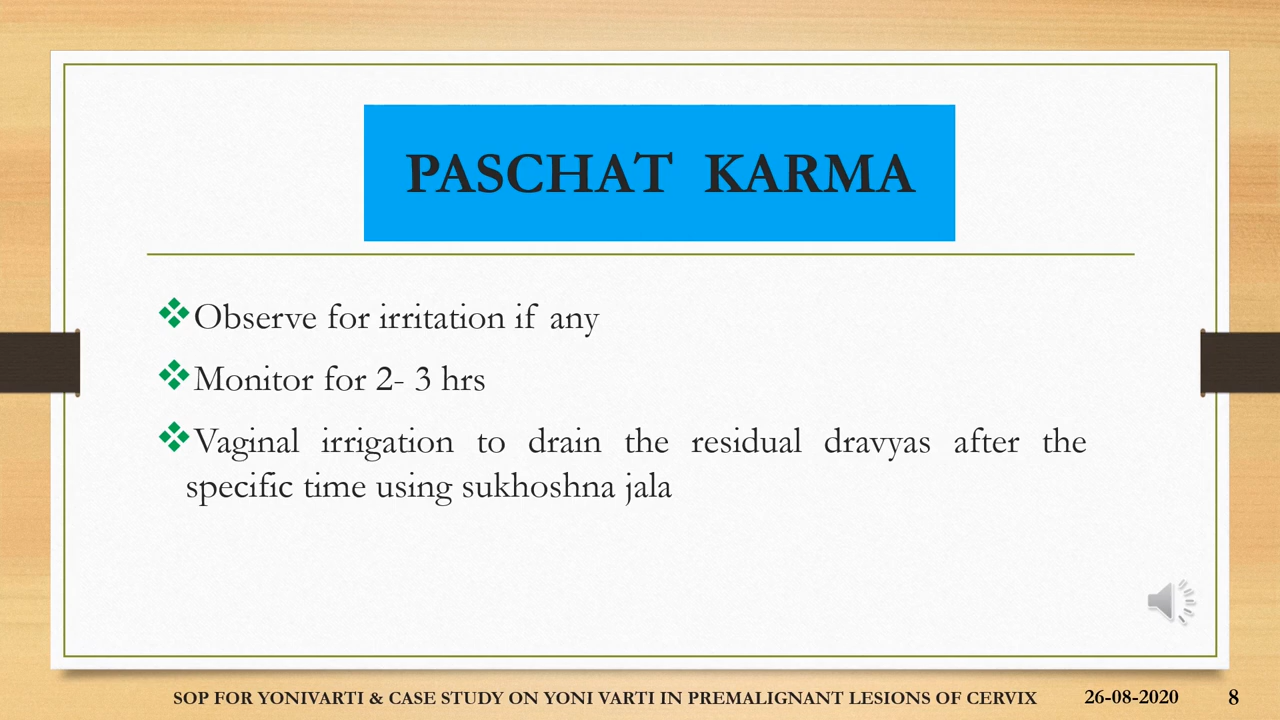 PASCHAT KARMA
❖Observe for irritation if any
❖Monitor for 2- 3 hrs
❖Vaginal irrigation to drain the residual dravyas after the
specific time using sukhoshna jala
SOP FOR YONIVARTI & CASE STUDY ON YONI VARTI IN PREMALIGNANT LESIONS OF CERVIX 26-08-2020 8